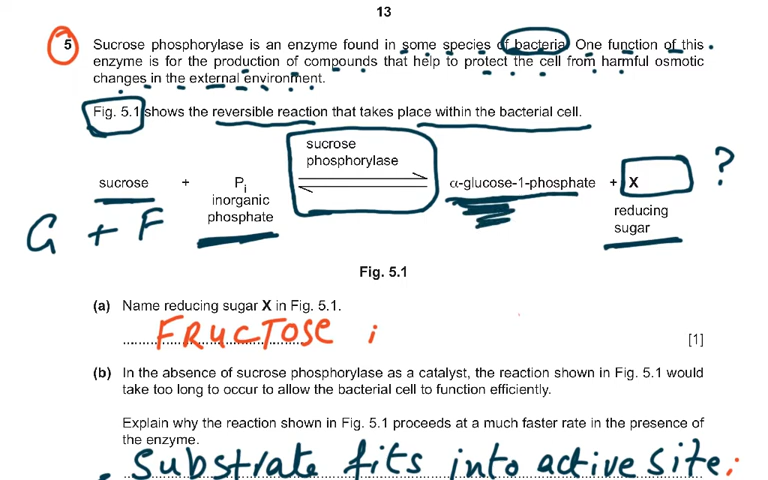 13
5 Sucrose phosphorylase is an enzyme found in some species of bacteria. One function of this
enzyme is for the production of compounds that help to protect the cell from harmful osmotic
changes in the external environment.
Fig. 5.1 shows the reversible reaction that takes place within the bacterial cell.
sucrose
phosphorylase
sucrose + Pi α-glucose-1-phosphate + X ?
inorganic
phosphate
reducing
sugar
G + F
Fig. 5.1
(a) Name reducing sugar X in Fig. 5.1.
FRUCTOSE ;
[1]
(b) In the absence of sucrose phosphorylase as a catalyst, the reaction shown in Fig. 5.1 would
take too long to occur to allow the bacterial cell to function efficiently.
Explain why the reaction shown in Fig. 5.1 proceeds at a much faster rate in the presence of
the enzyme.
• Substrate fits into active site;